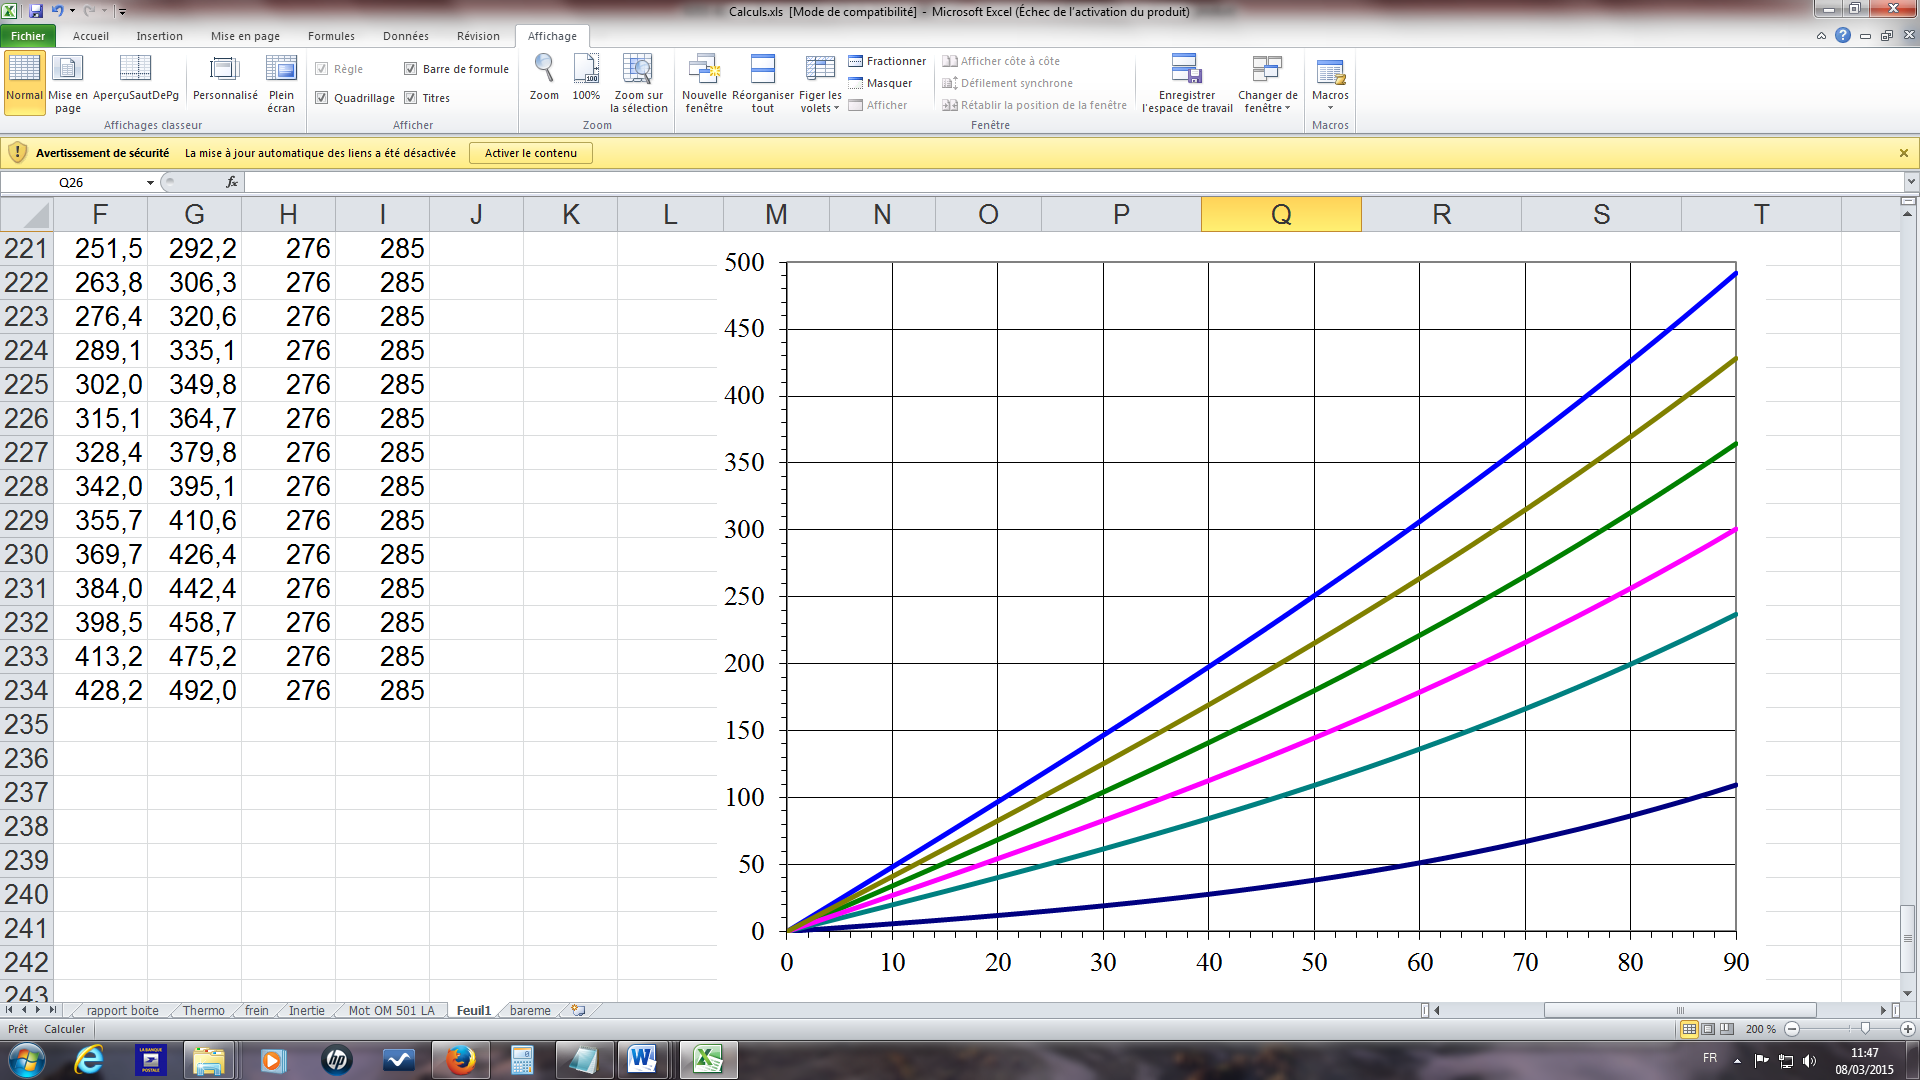 Calculs.xls  [Mode de compatibilité]  -  Microsoft Excel (Échec de l'activation du produit)
Fichier Accueil Insertion Mise en page Formules Données Révision Affichage
Normal Mise en page AperçuSautDePg Personnalisé Plein écran
Affichages classeur
Règle Barre de formule
Quadrillage Titres
Afficher
Zoom 100% Zoom sur la sélection
Zoom
Nouvelle fenêtre Réorganiser tout Figer les volets
Fractionner
Masquer
Afficher
Afficher côte à côte
Défilement synchrone
Rétablir la position de la fenêtre
Enregistrer l'espace de travail Changer de fenêtre
Fenêtre
Macros
Macros
Avertissement de sécurité La mise à jour automatique des liens a été désactivée Activer le contenu
Q26 fx
F G H I J K L M N O P Q R S T
221 251,5 292,2 276 285
222 263,8 306,3 276 285
223 276,4 320,6 276 285
224 289,1 335,1 276 285
225 302,0 349,8 276 285
226 315,1 364,7 276 285
227 328,4 379,8 276 285
228 342,0 395,1 276 285
229 355,7 410,6 276 285
230 369,7 426,4 276 285
231 384,0 442,4 276 285
232 398,5 458,7 276 285
233 413,2 475,2 276 285
234 428,2 492,0 276 285
235
236
237
238
239
240
241
242
243
500
450
400
350
300
250
200
150
100
50
0
0 10 20 30 40 50 60 70 80 90
rapport boite Thermo frein Inertie Mot OM 501 LA Feuil1 bareme
Prêt Calculer 200 %
LA BANQUE POSTALE
hp
FR
11:47
08/03/2015